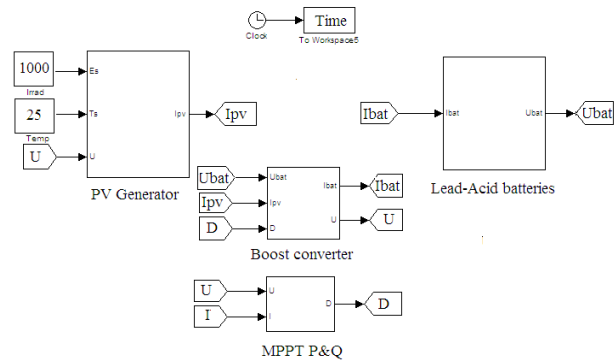 Time
Clock
To Workspace5
1000
Irrad
Es
25
Temp
Ts
Ipv
Ipv
U
U
PV Generator
Ibat
Ibat
Ubat
Ubat
Lead-Acid batteries
Ubat
Ubat
Ibat
Ibat
Ipv
Ipv
U
U
D
D
Boost converter
U
U
D
D
I
I
MPPT P&Q